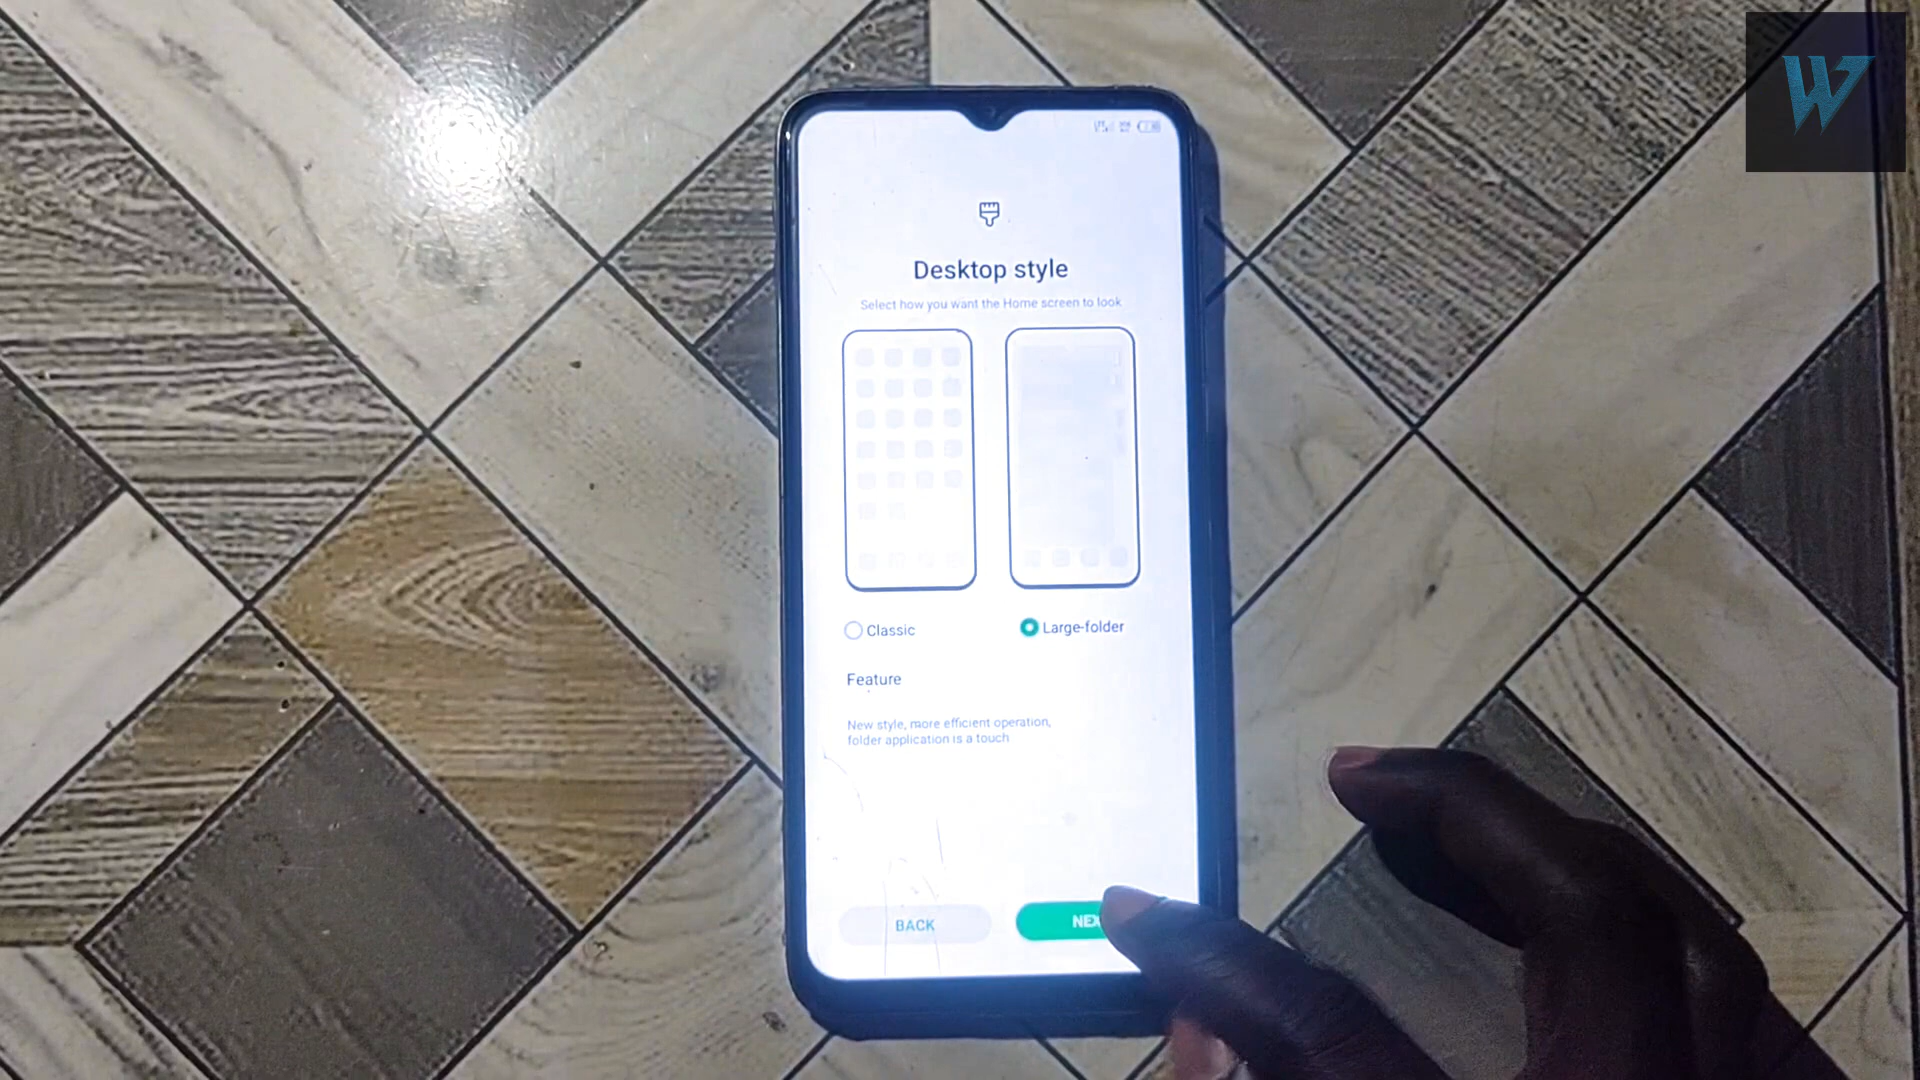 W
Desktop style
Select how you want the Home screen to look
Classic
Large-folder
Feature
New style, more efficient operation,
folder application is a touch
BACK
NEX